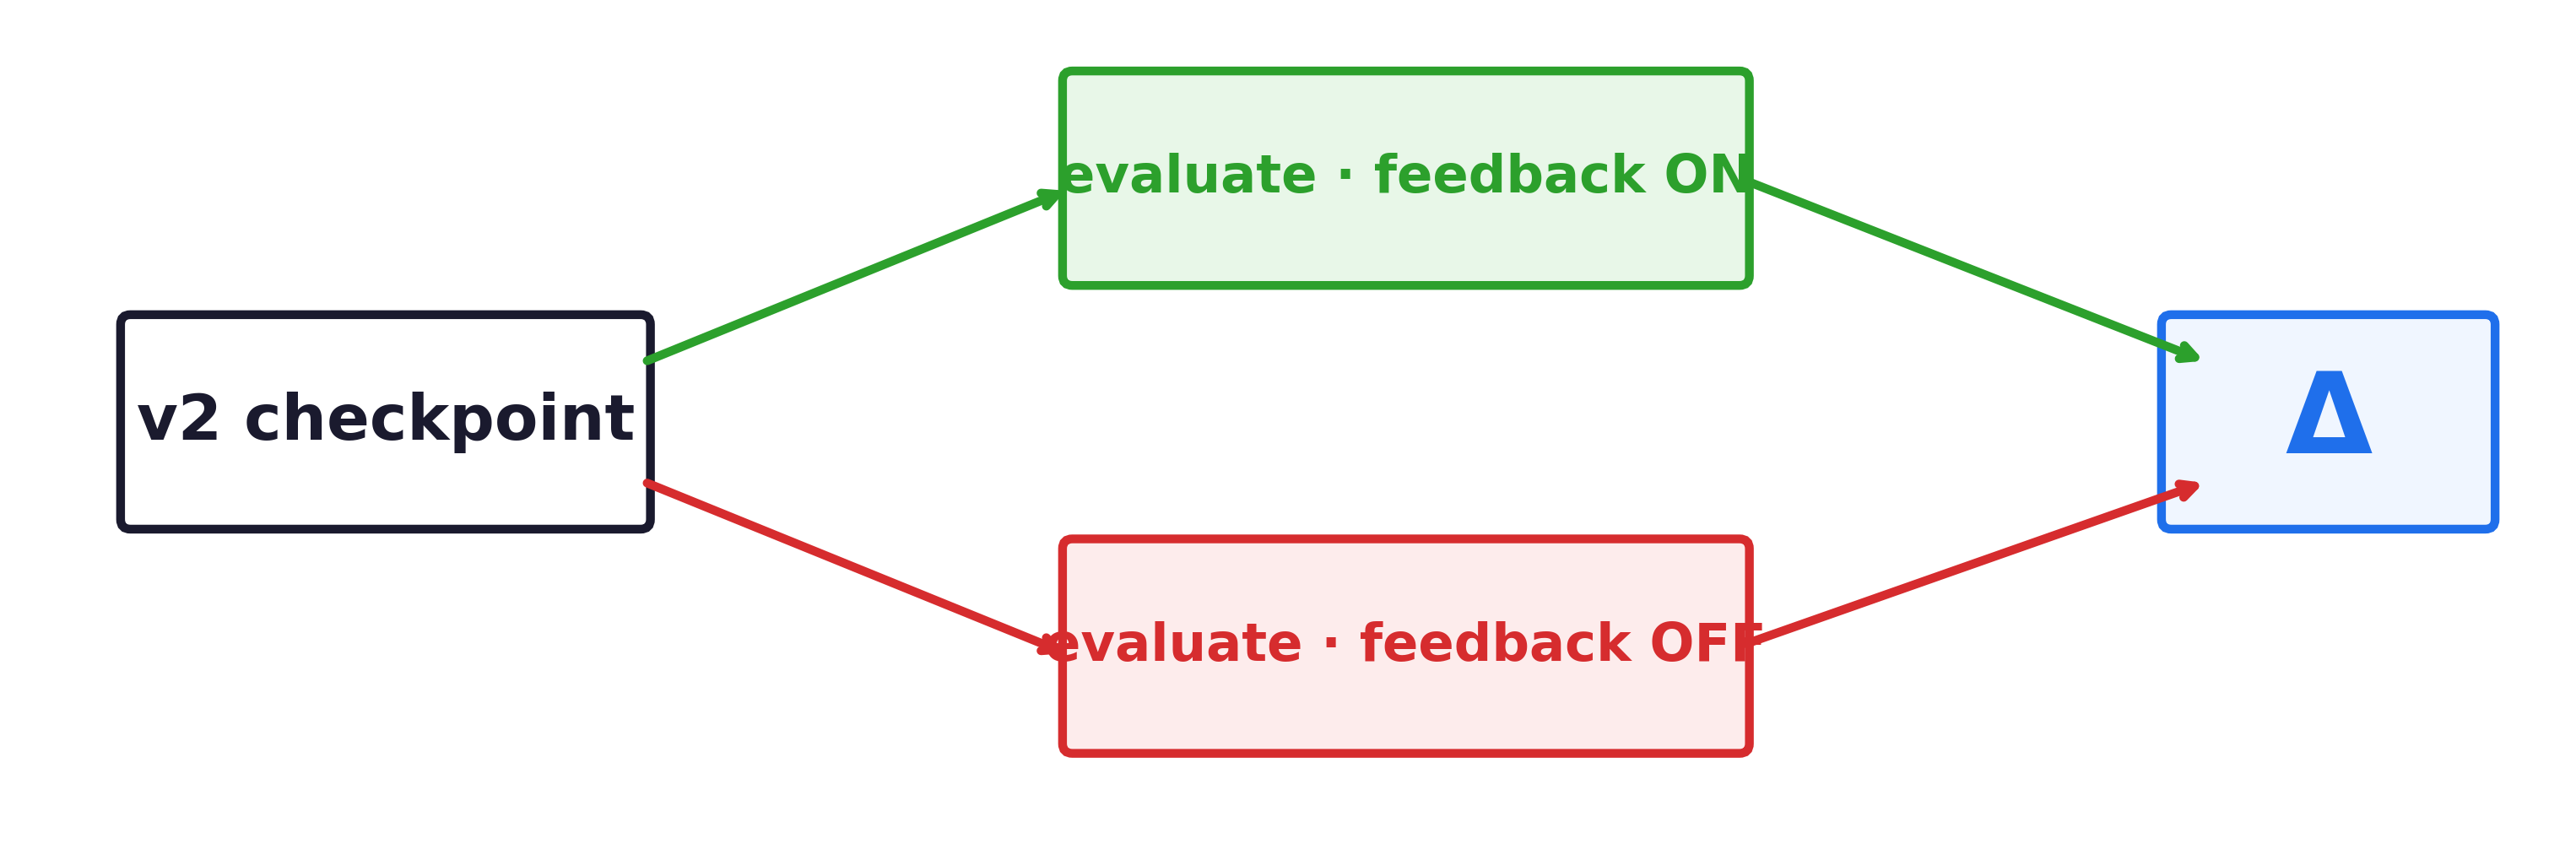 evaluate · feedback ON
v2 checkpoint
Δ
evaluate · feedback OFF